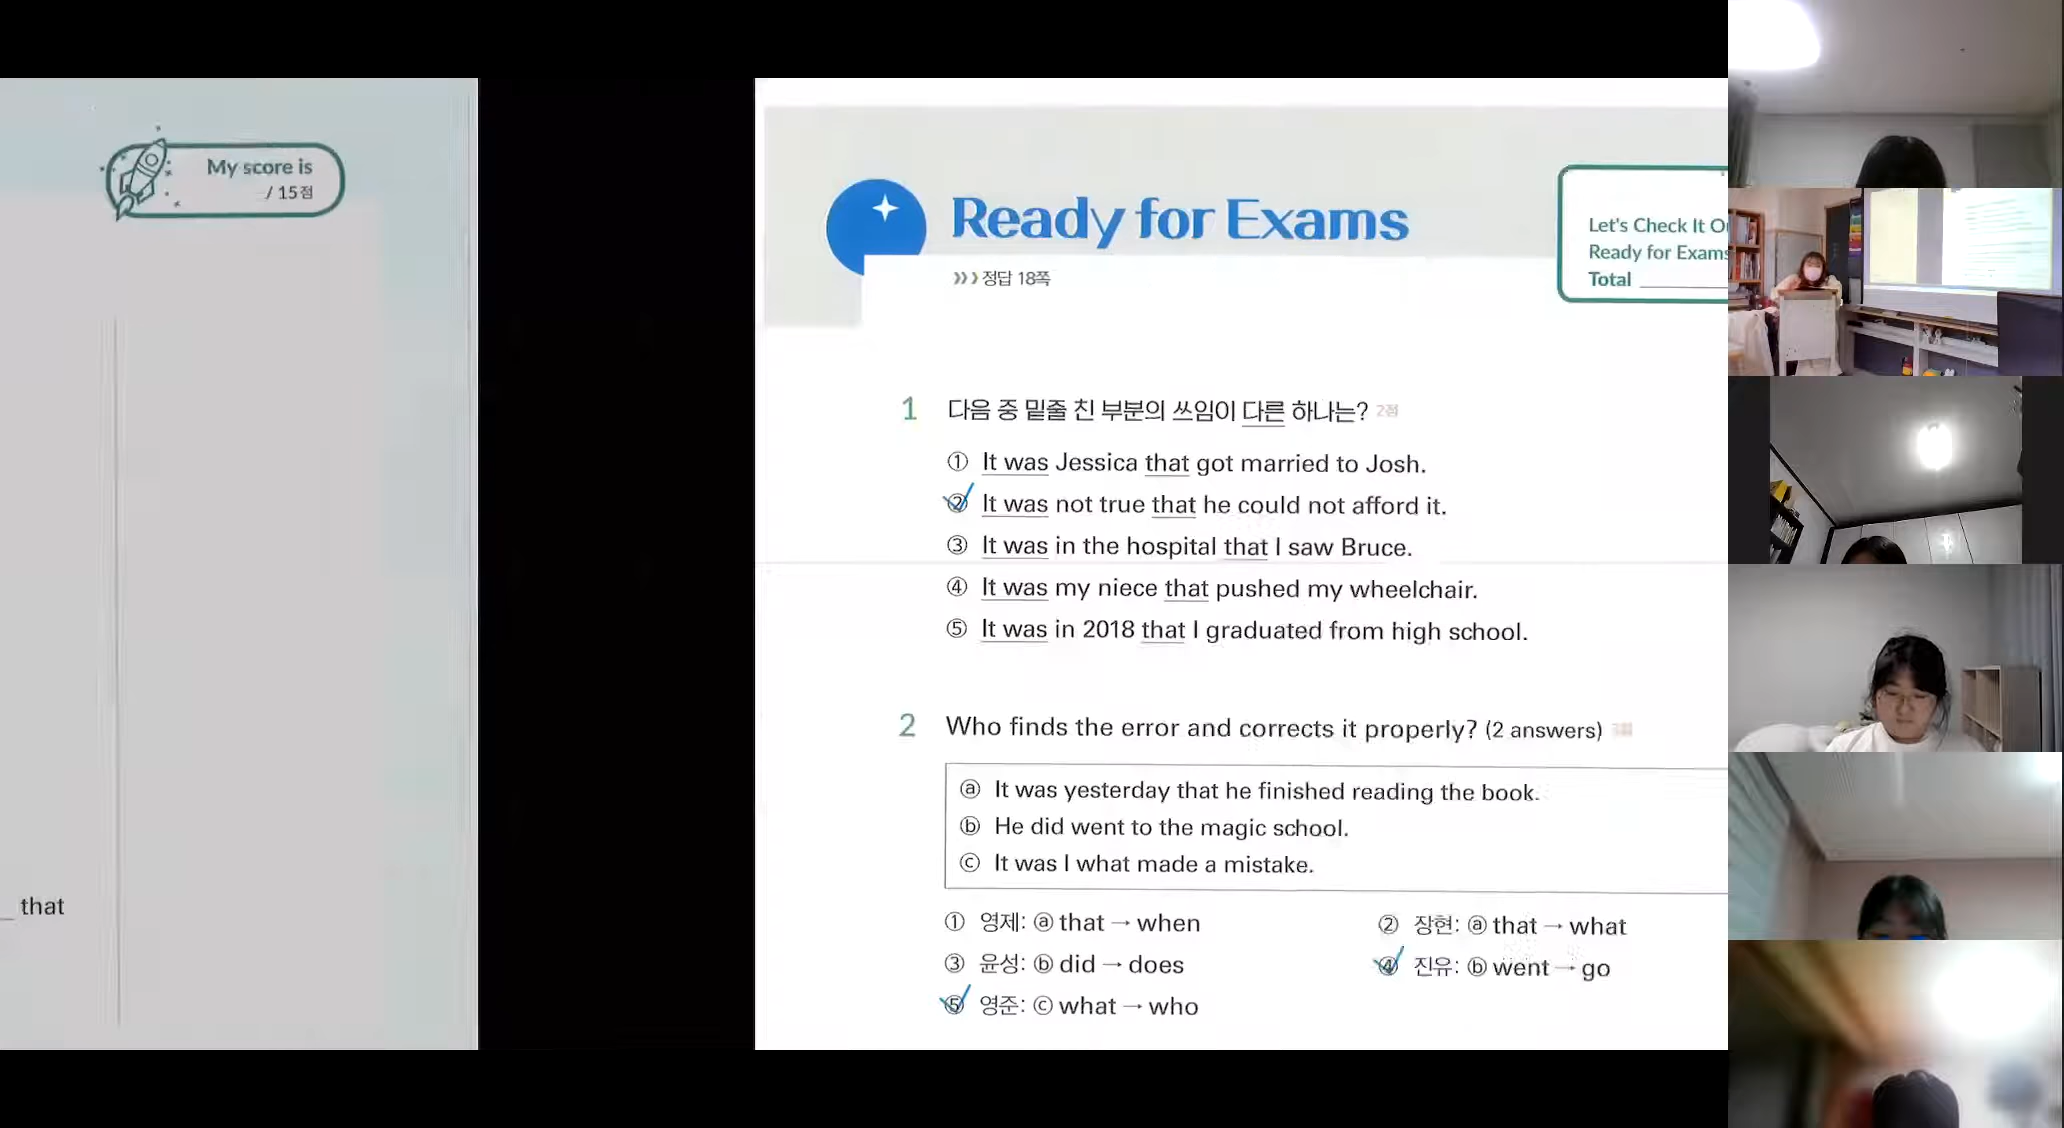 My score is
/ 15점
that
Ready for Exams
정답 18쪽
Let's Check It
Ready for Exams
Total
1 다음 중 밑줄 친 부분의 쓰임이 다른 하나는? 2점
① It was Jessica that got married to Josh.
② It was not true that he could not afford it.
③ It was in the hospital that I saw Bruce.
④ It was my niece that pushed my wheelchair.
⑤ It was in 2018 that I graduated from high school.
2 Who finds the error and corrects it properly? (2 answers)
ⓐ It was yesterday that he finished reading the book.
ⓑ He did went to the magic school.
ⓒ It was I what made a mistake.
① 영제: ⓐ that → when ② 장현: ⓐ that → what
③ 윤성: ⓑ did → does ④ 진유: ⓑ went → go
⑤ 영준: ⓒ what → who